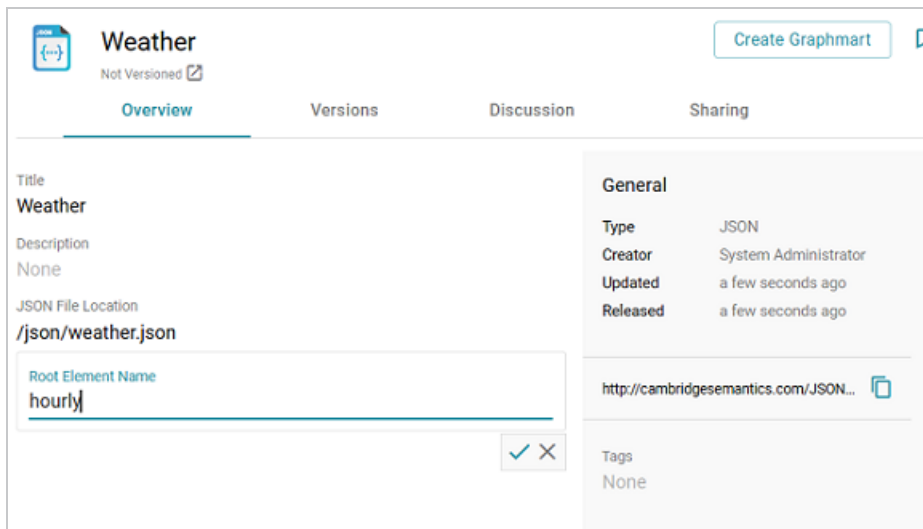 JSON
{···}
Weather
Not Versioned
Create Graphmart
Overview Versions Discussion Sharing
Title
Weather
Description
None
JSON File Location
/json/weather.json
Root Element Name
hourly
General
Type JSON
Creator System Administrator
Updated a few seconds ago
Released a few seconds ago
http://cambridgesemantics.com/JSON...
Tags
None